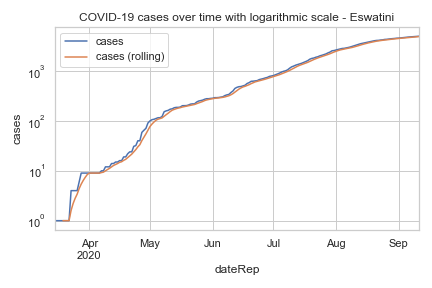 COVID-19 cases over time with logarithmic scale - Eswatini
cases
cases (rolling)
10³
10²
10¹
10⁰
cases
Apr
2020
May
Jun
Jul
Aug
Sep
dateRep